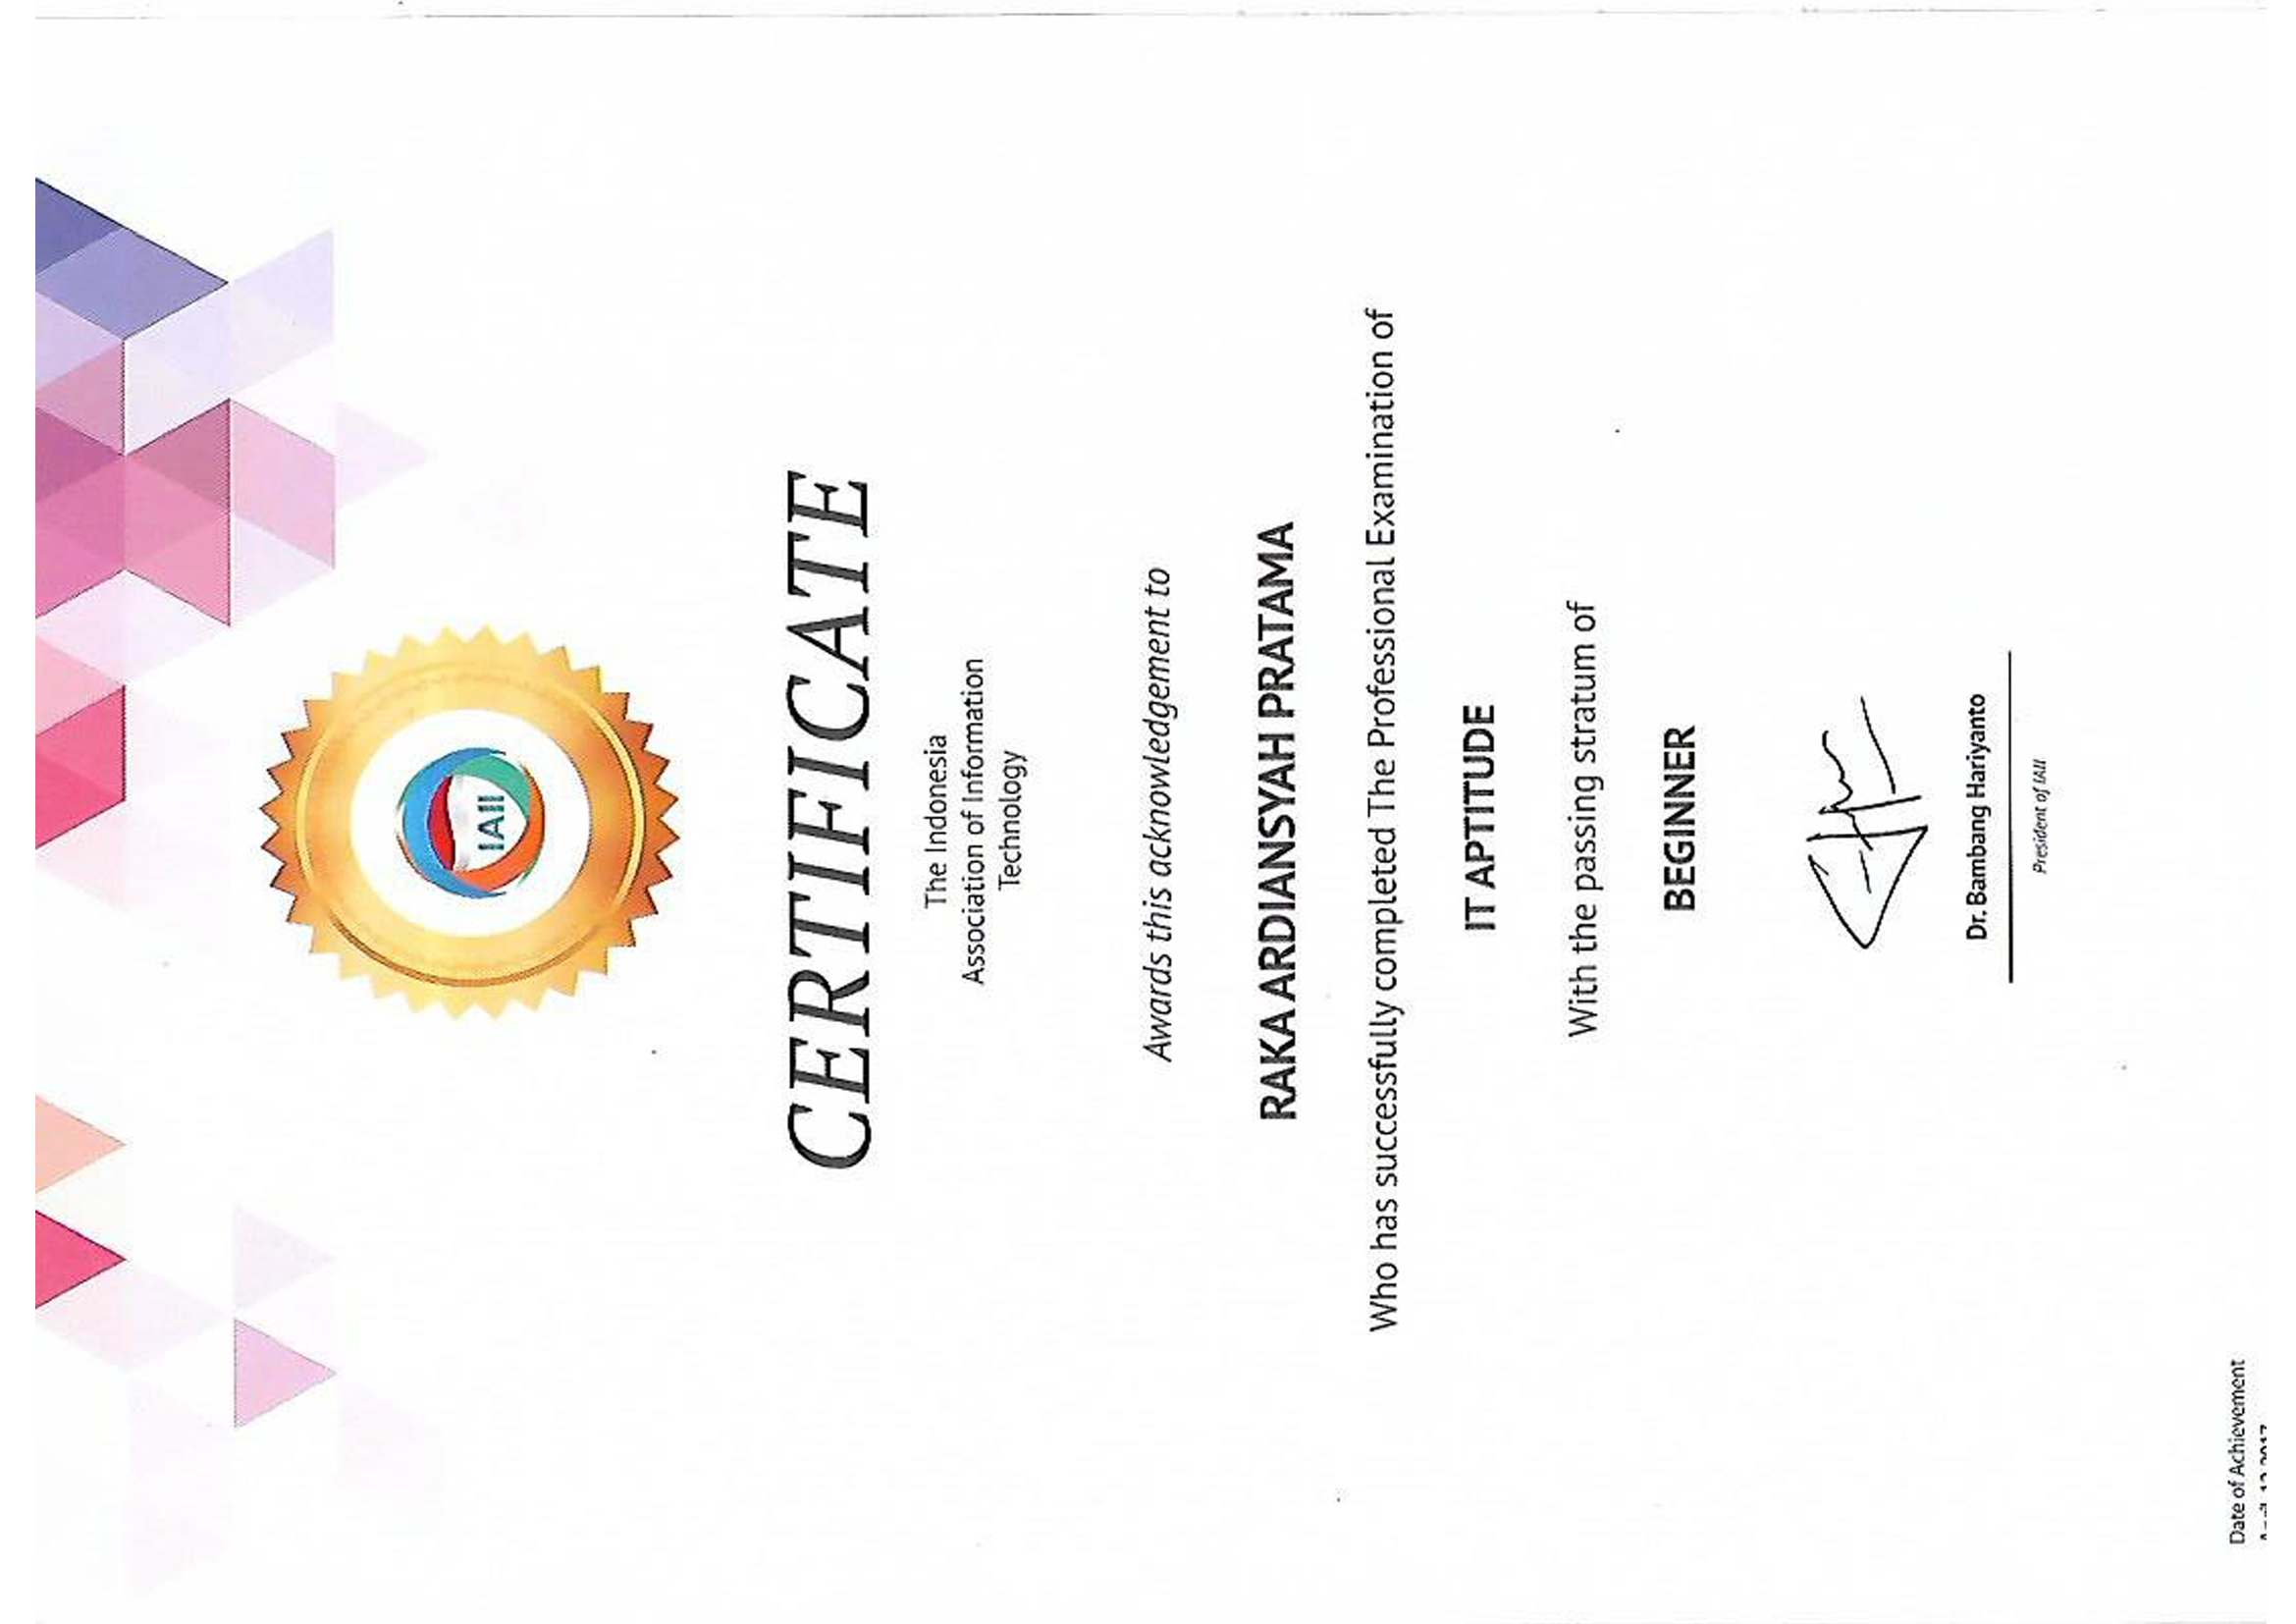 IAII
CERTIFICATE
The Indonesia
Association of Information
Technology
Awards this acknowledgement to
RAKA ARDIANSYAH PRATAMA
Who has successfully completed The Professional Examination of
IT APTITUDE
With the passing stratum of
BEGINNER
Dr. Bambang Hariyanto
President of IAII
Date of Achievement